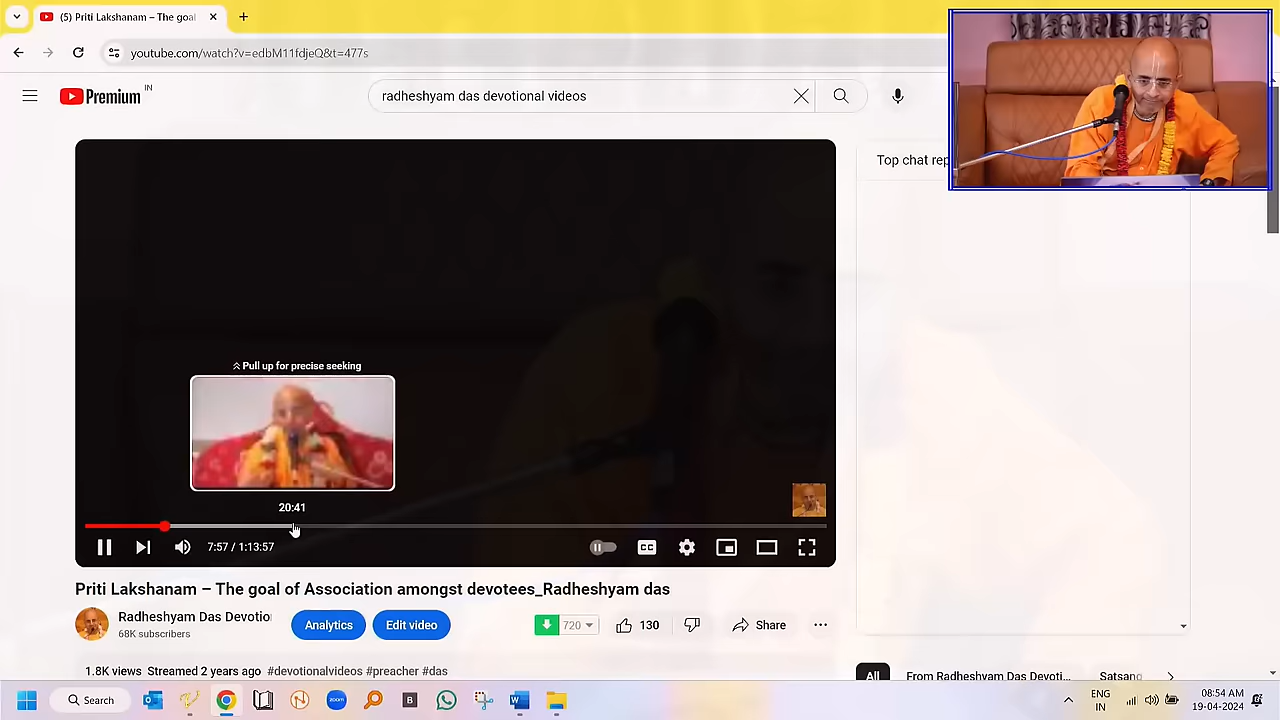 (5) Priti Lakshanam – The goal
youtube.com/watch?v=edbM11fdjeQ&t=477s
Premium IN
radheshyam das devotional videos
Top chat rep
Pull up for precise seeking
20:41
7:57 / 1:13:57
CC
Priti Lakshanam – The goal of Association amongst devotees_Radheshyam das
Radheshyam Das Devotio
68K subscribers
Analytics
Edit video
720
130
Share
1.8K views Streamed 2 years ago #devotionalvideos #preacher #das
All
From Radheshyam Das Devoti...
Satsang
Search
zoom
B
ENG
IN
08:54 AM
19-04-2024